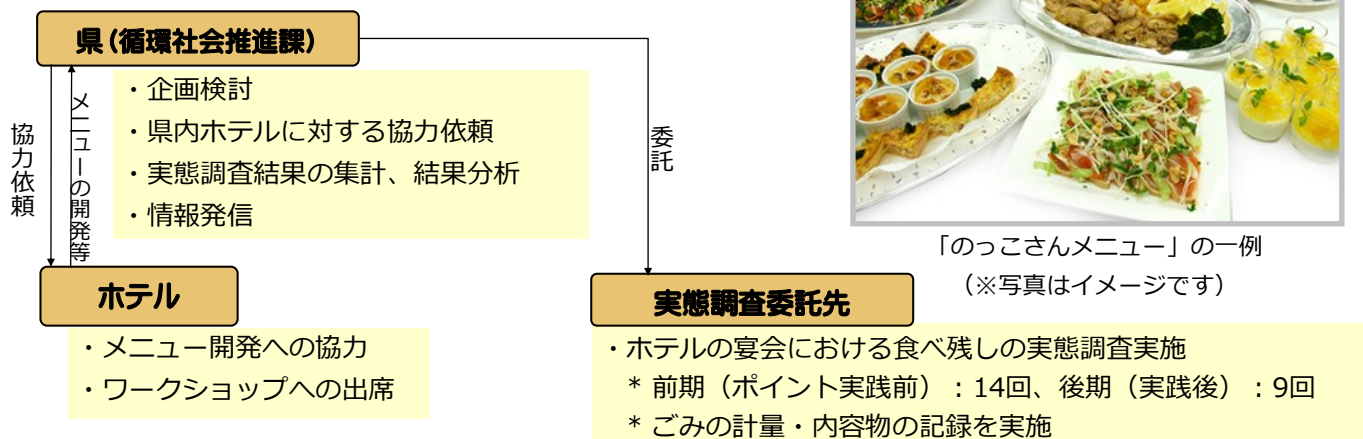 県(循環社会推進課)
・企画検討
・県内ホテルに対する協力依頼
・実態調査結果の集計、結果分析
・情報発信
協力依頼
メニューの開発等
委託
「のっこさんメニュー」の一例
(※写真はイメージです)
ホテル
・メニュー開発への協力
・ワークショップへの出席
実態調査委託先
・ホテルの宴会における食べ残しの実態調査実施
* 前期(ポイント実践前):14回、後期(実践後):9回
* ごみの計量・内容物の記録を実施